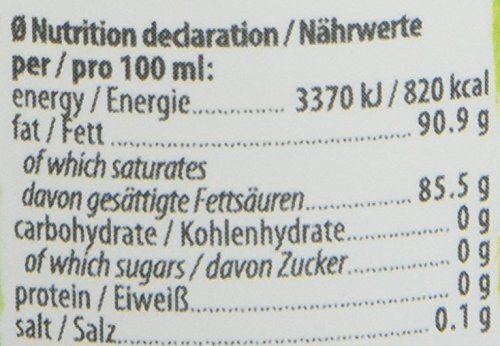 Ø Nutrition declaration / Nährwerte
per / pro 100 ml:
energy / Energie............. 3370 kJ / 820 kcal
fat / Fett ............................................ 90.9 g
of which saturates
davon gesättigte Fettsäuren................ 85.5 g
carbohydrate / Kohlenhydrate................ 0 g
of which sugars / davon Zucker................ 0 g
protein / Eiweiß........................................ 0 g
salt / Salz............................................... 0.1 g